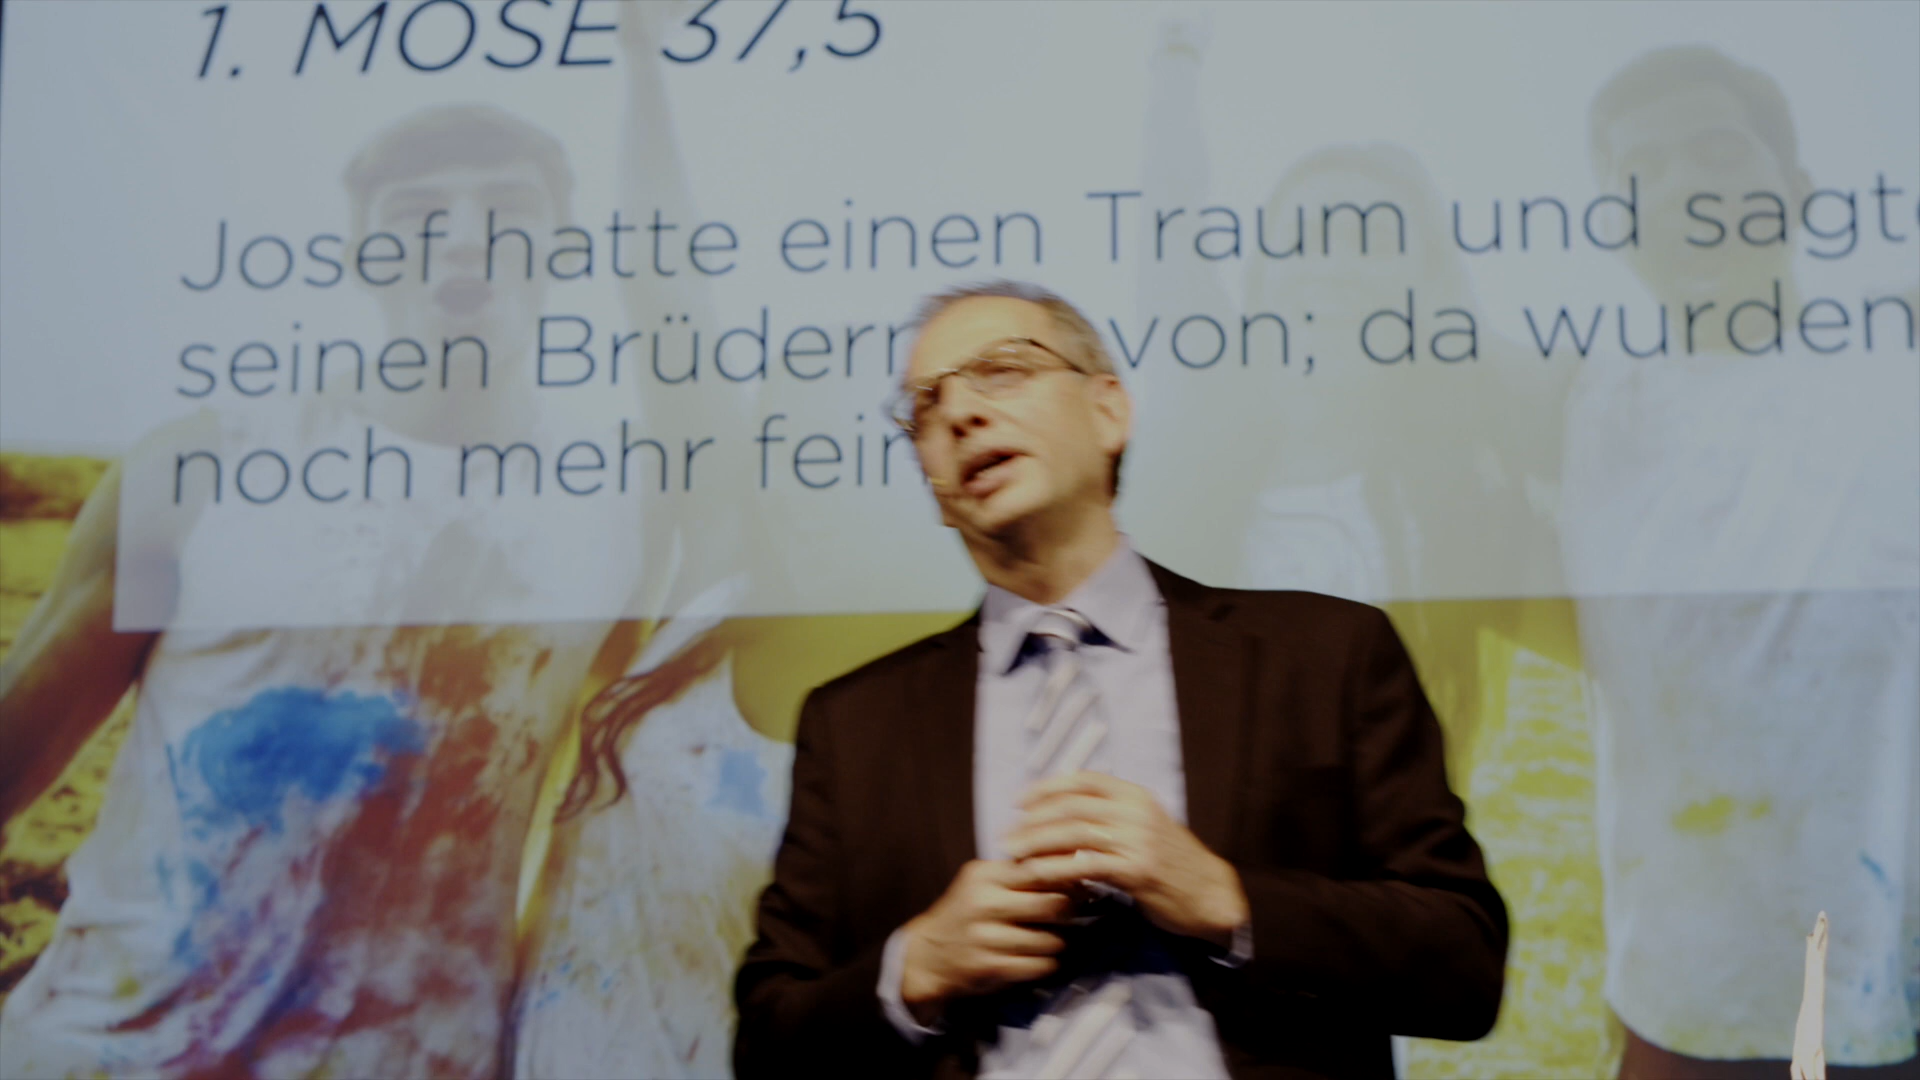 1. MOSE 37,5
Josef hatte einen Traum und sagt
seinen Brüder von; da wurden
noch mehr fein